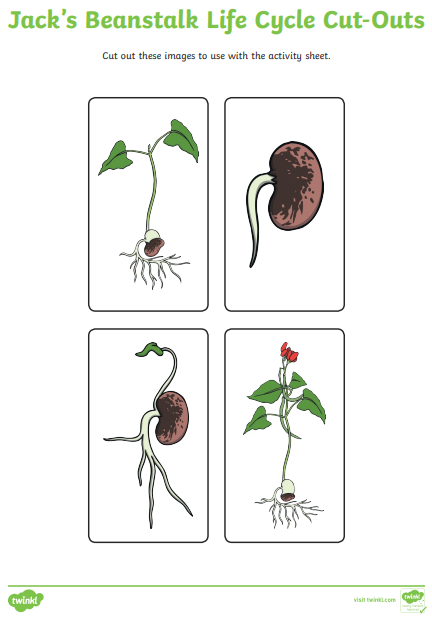 Jack's Beanstalk Life Cycle Cut-Outs
Cut out these images to use with the activity sheet.
twinkl
visit twinkl.com
twinkl